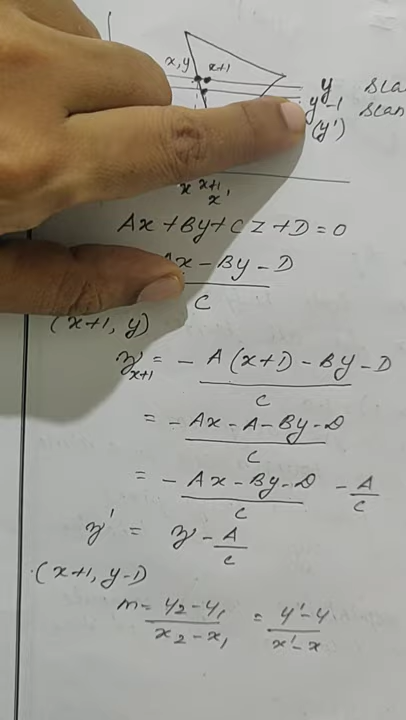 x, y x+1 y sca
y-1 scan
(y')
x x+1,
x'
Ax + By + Cz + D = 0
Ax - By - D
C
(x+1, y)
z x+1 = - A(x+1) - By - D
C
= - Ax - A - By - D
C
= - Ax - By - D - A
C C
z' = z - A
C
(x+1, y-1)
m = y2 - y1 = y' - y
x2 - x1 x' - x